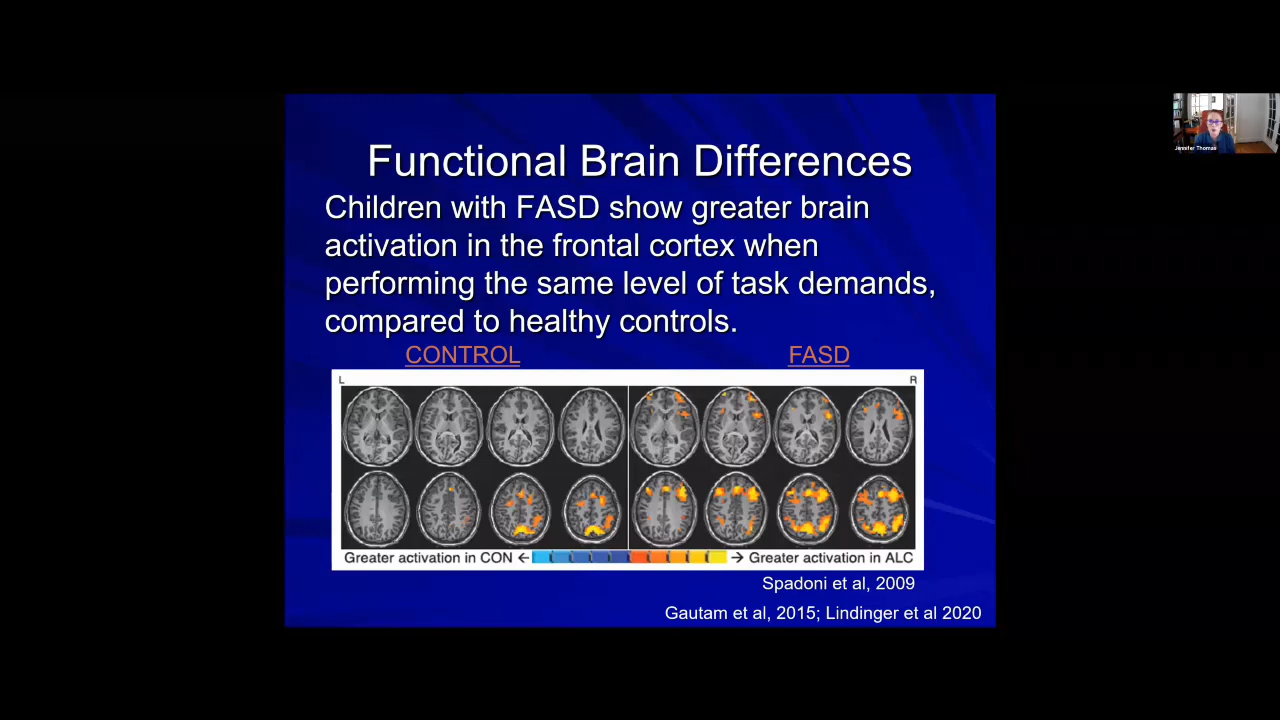 Functional Brain Differences
Children with FASD show greater brain
activation in the frontal cortex when
performing the same level of task demands,
compared to healthy controls.
CONTROL
FASD
L
R
Greater activation in CON ← → Greater activation in ALC
Spadoni et al, 2009
Gautam et al, 2015; Lindinger et al 2020
Jennifer Thomas